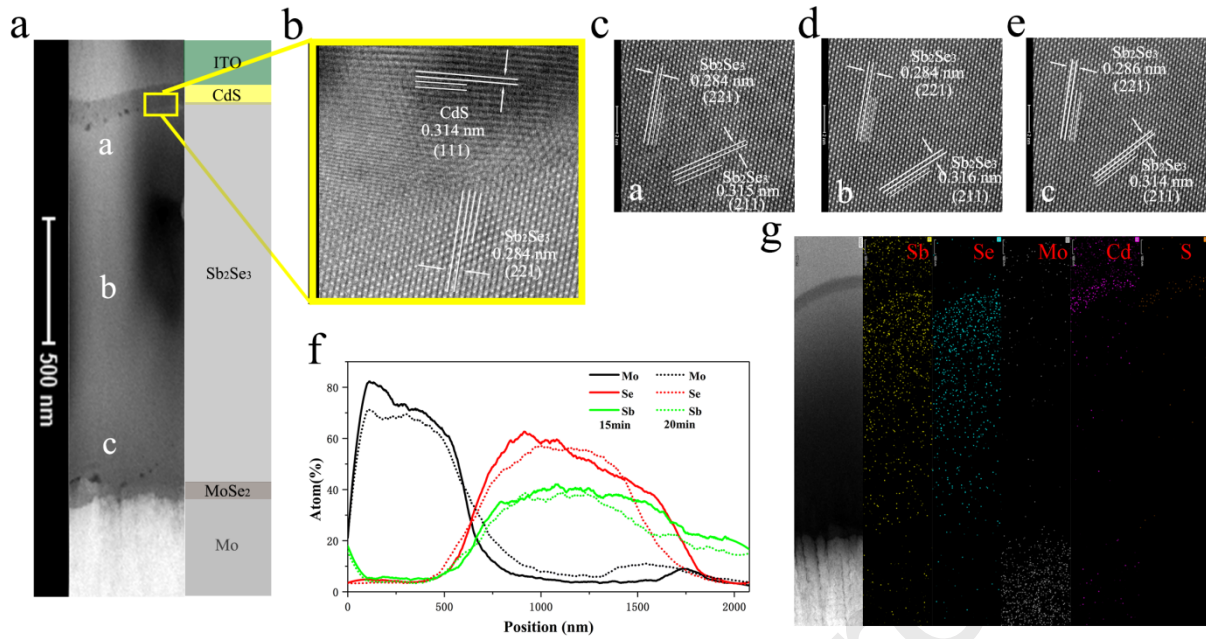 a
ITO
CdS
a
b
Sb₂Se₃
500 nm
c
MoSe₂
Mo
b
CdS
0.314 nm
(111)
Sb₂Se₃
0.284 nm
(221)
c
Sb₂Se₃
0.284 nm
(221)
Sb₂Se₃
0.315 nm
(211)
a
d
Sb₂Se₃
0.284 nm
(221)
Sb₂Se₃
0.316 nm
(211)
b
e
Sb₂Se₃
0.286 nm
(221)
Sb₂Se₃
0.314 nm
(211)
c
f
Mo Mo
Se Se
Sb Sb
15min 20min
80
60
40
20
0
Atom(%)
0 500 1000 1500 2000
Position (nm)
g
Sb Se Mo Cd S